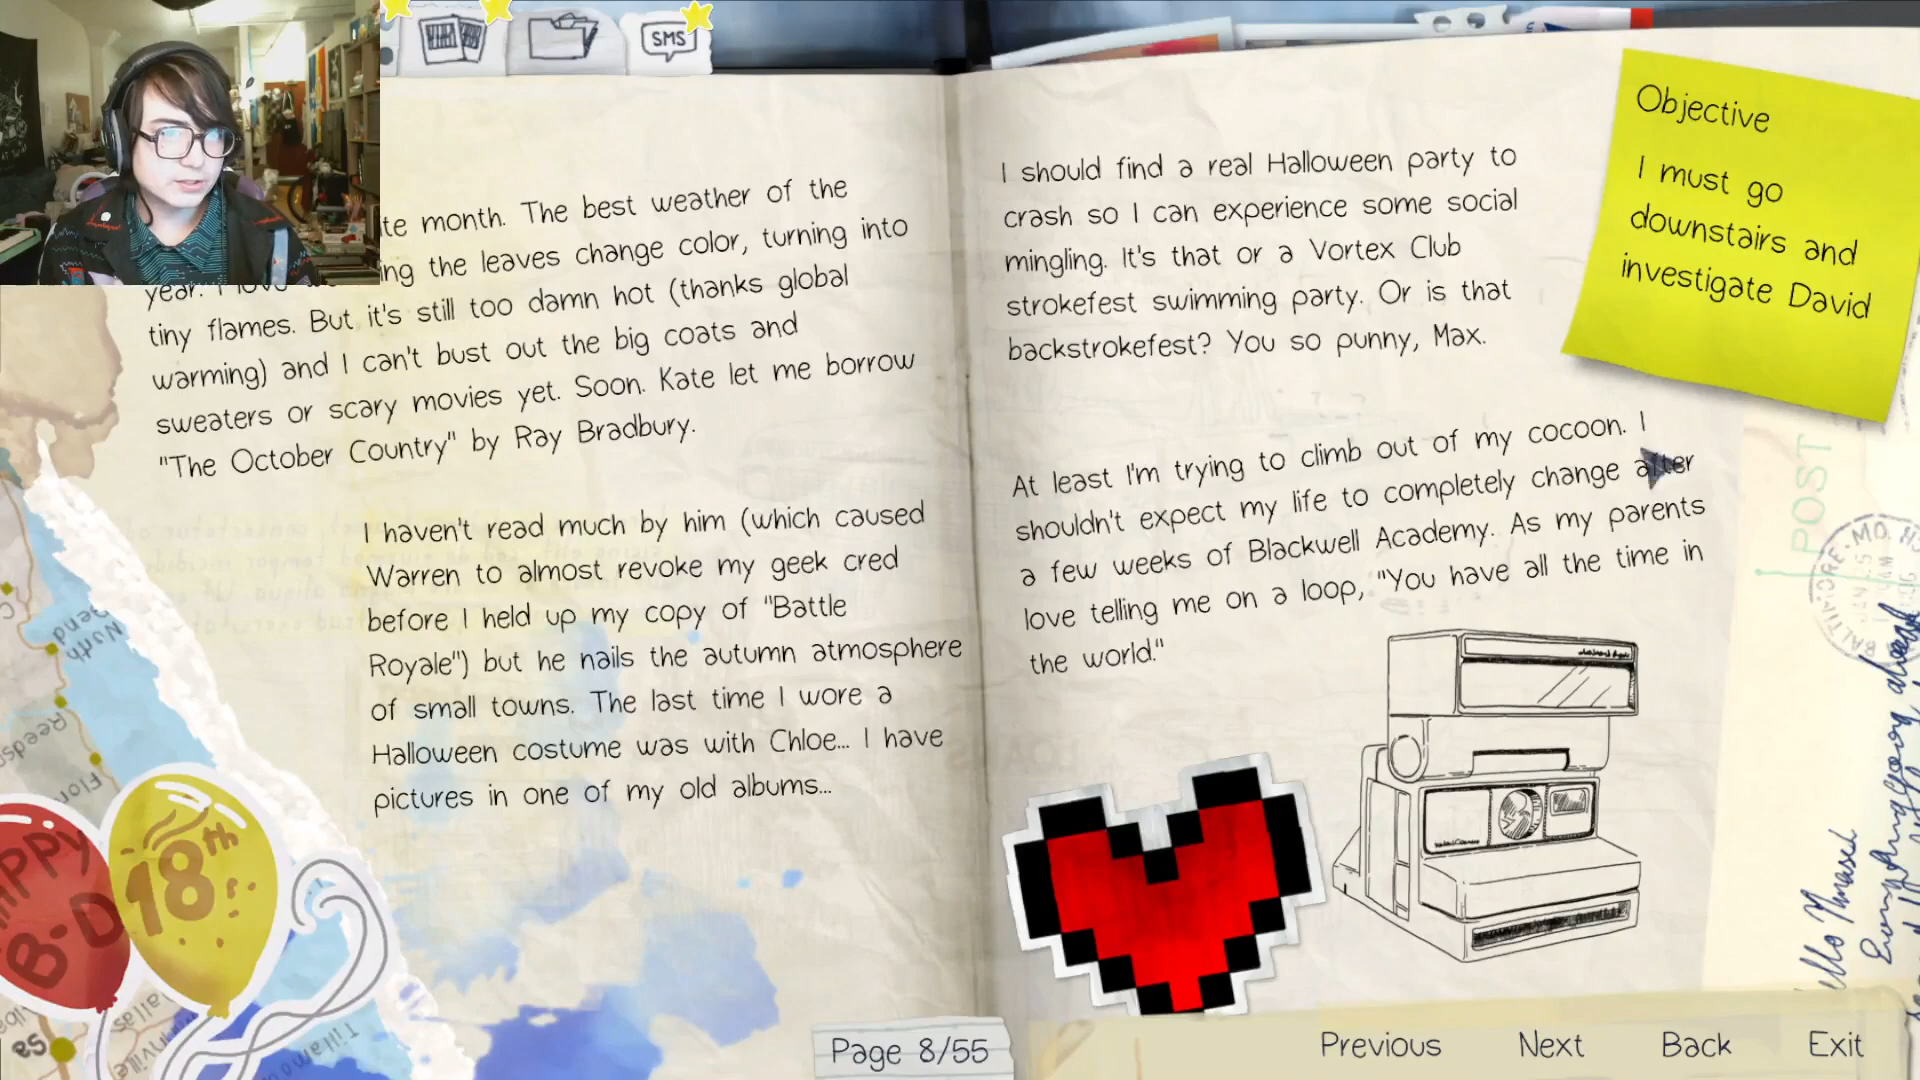 SMS
te month. The best weather of the
ing the leaves change color, turning into
tiny flames. But it's still too damn hot (thanks global
warming) and I can't bust out the big coats and
sweaters or scary movies yet. Soon. Kate let me borrow
"The October Country" by Ray Bradbury.
I haven't read much by him (which caused
Warren to almost revoke my geek cred
before I held up my copy of "Battle
Royale") but he nails the autumn atmosphere
of small towns. The last time I wore a
Halloween costume was with Chloe... I have
pictures in one of my old albums...
I should find a real Halloween party to
crash so I can experience some social
mingling. It's that or a Vortex Club
strokefest swimming party. Or is that
backstrokefest? You so punny, Max.
At least I'm trying to climb out of my cocoon. I
shouldn't expect my life to completely change after
a few weeks of Blackwell Academy. As my parents
love telling me on a loop, "You have all the time in
the world."
Objective
I must go
downstairs and
investigate David
POST
North
Bend
B-D
18th
Page 8/55
Previous
Next
Back
Exit